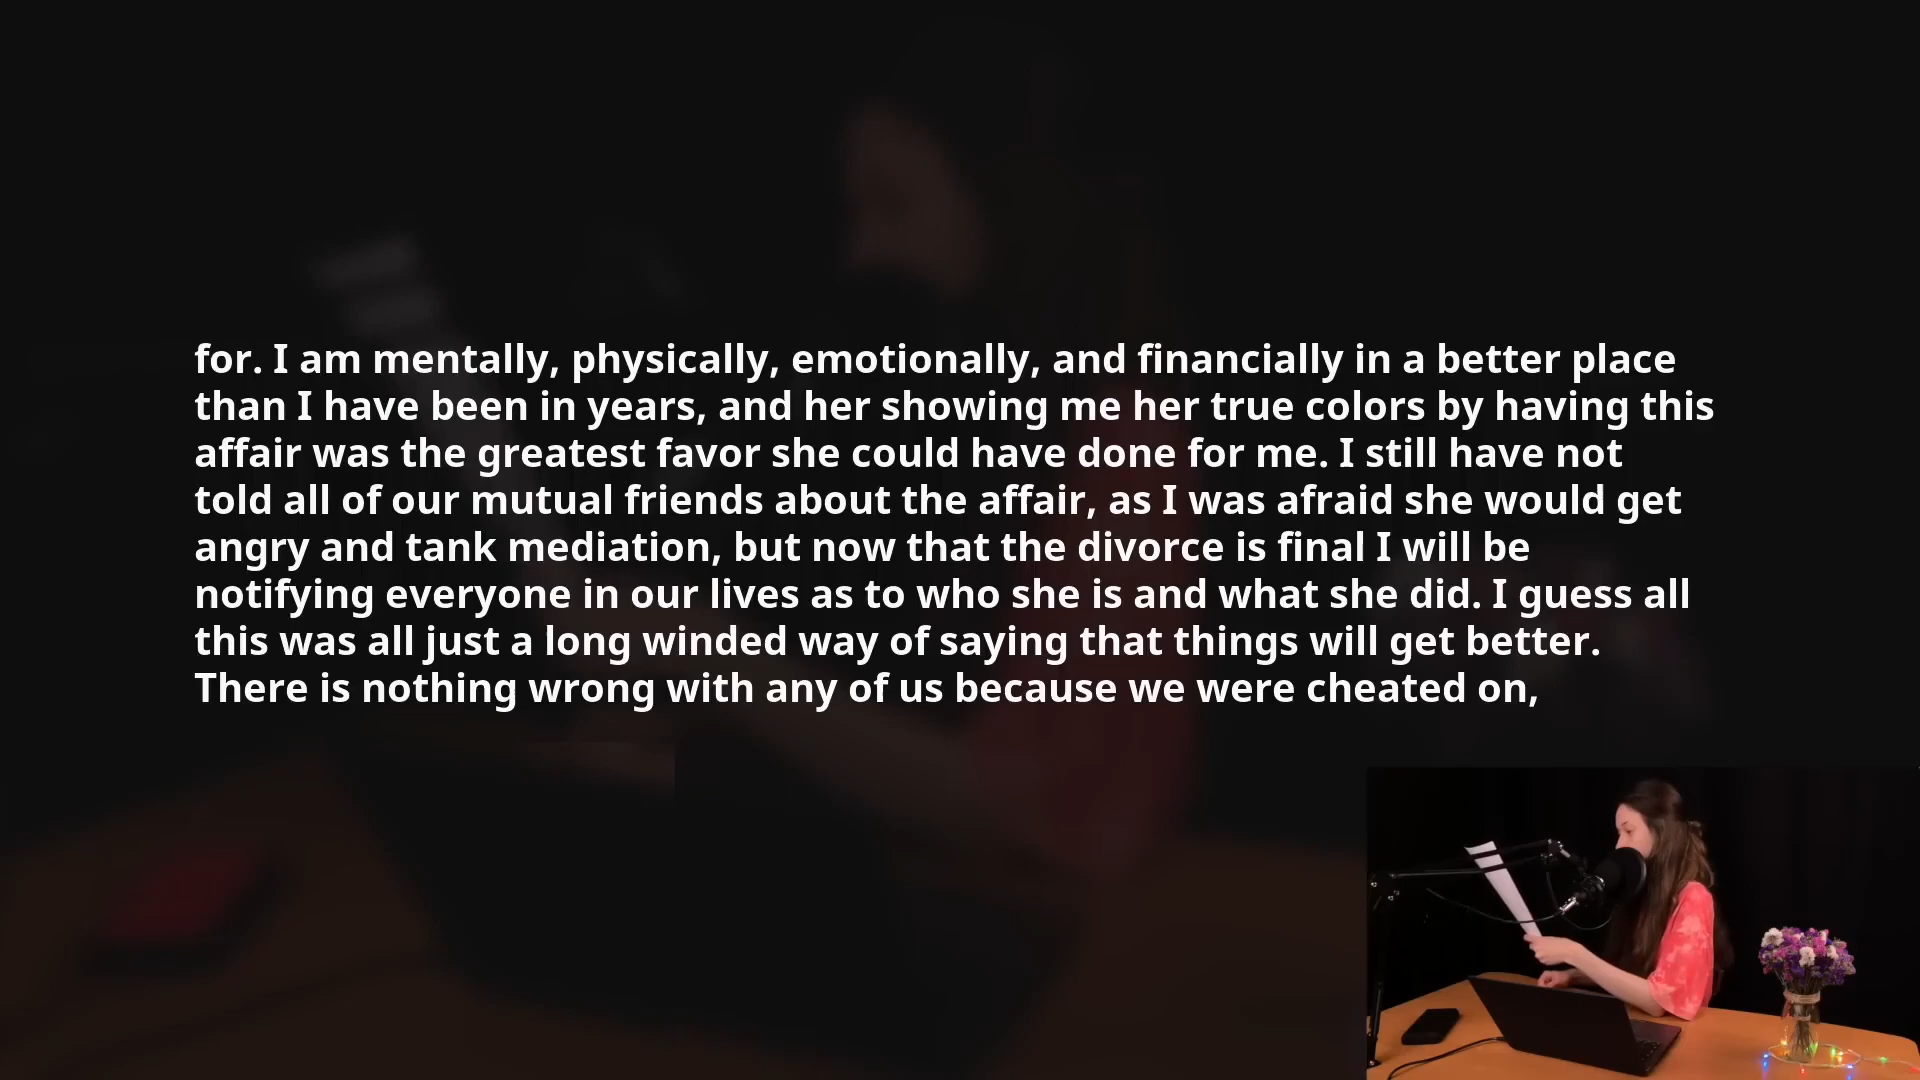 for. I am mentally, physically, emotionally, and financially in a better place
than I have been in years, and her showing me her true colors by having this
affair was the greatest favor she could have done for me. I still have not
told all of our mutual friends about the affair, as I was afraid she would get
angry and tank mediation, but now that the divorce is final I will be
notifying everyone in our lives as to who she is and what she did. I guess all
this was all just a long winded way of saying that things will get better.
There is nothing wrong with any of us because we were cheated on,